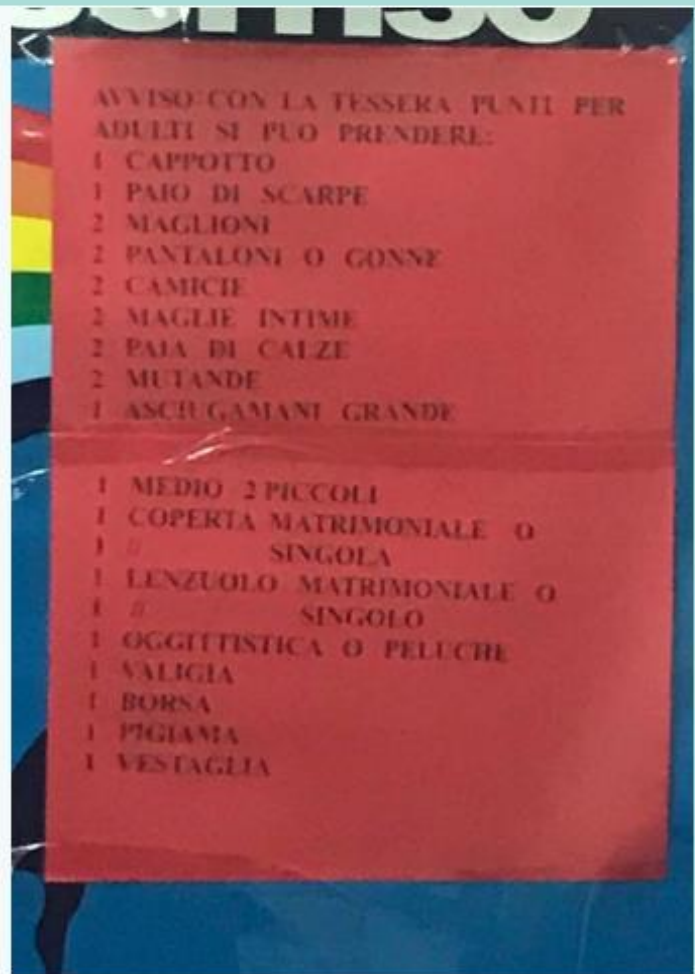 AVVISO:CON LA TESSERA PUNTI PER
ADULTI SI PUO PRENDERE:
1 CAPPOTTO
1 PAIO DI SCARPE
2 MAGLIONI
2 PANTALONI O GONNE
2 CAMICIE
2 MAGLIE INTIME
2 PAIA DI CALZE
2 MUTANDE
1 ASCIUGAMANI GRANDE
1 MEDIO 2 PICCOLI
1 COPERTA MATRIMONIALE O
1 // SINGOLA
1 LENZUOLO MATRIMONIALE O
1 // SINGOLO
1 OGGITTISTICA O PELUCHE
1 VALIGIA
1 BORSA
1 PIGIAMA
1 VESTAGLIA